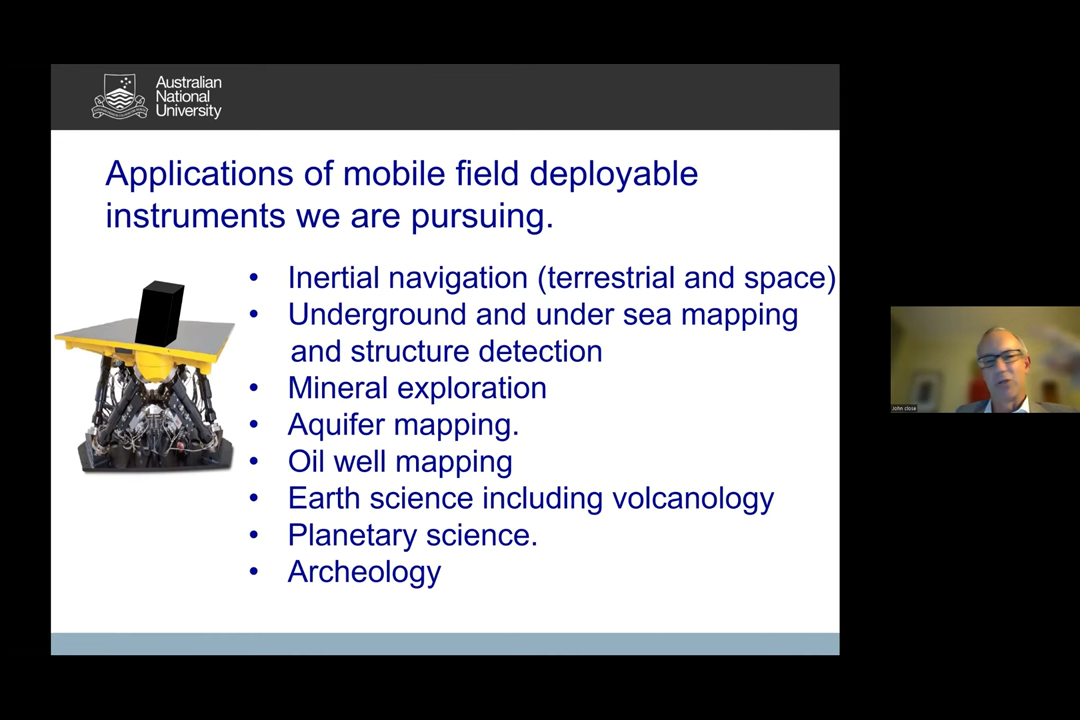 Australian
National
University
Applications of mobile field deployable
instruments we are pursuing.
• Inertial navigation (terrestrial and space)
• Underground and under sea mapping
and structure detection
• Mineral exploration
• Aquifer mapping.
• Oil well mapping
• Earth science including volcanology
• Planetary science.
• Archeology
John close